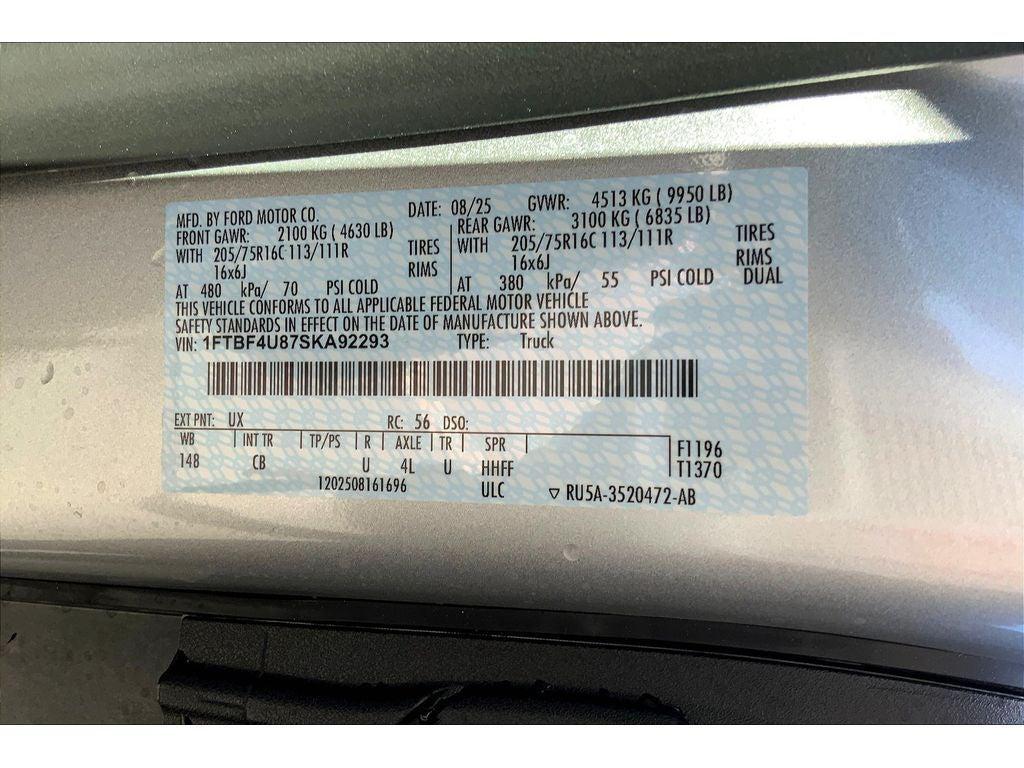 MFD. BY FORD MOTOR CO. DATE: 08/25 GVWR: 4513 KG ( 9950 LB)
FRONT GAWR: 2100 KG ( 4630 LB) REAR GAWR: 3100 KG ( 6835 LB)
WITH 205/75R16C 113/111R TIRES WITH 205/75R16C 113/111R TIRES
16x6J RIMS 16x6J RIMS
AT 480 kPa/ 70 PSI COLD AT 380 kPa/ 55 PSI COLD DUAL
THIS VEHICLE CONFORMS TO ALL APPLICABLE FEDERAL MOTOR VEHICLE
SAFETY STANDARDS IN EFFECT ON THE DATE OF MANUFACTURE SHOWN ABOVE.
VIN: 1FTBF4U87SKA92293 TYPE: Truck
EXT PNT: UX RC: 56 DSO:
WB INT TR TP/PS R AXLE TR SPR F1196
148 CB U 4L U HHFF T1370
1202508161696 ULC ▽ RU5A-3520472-AB